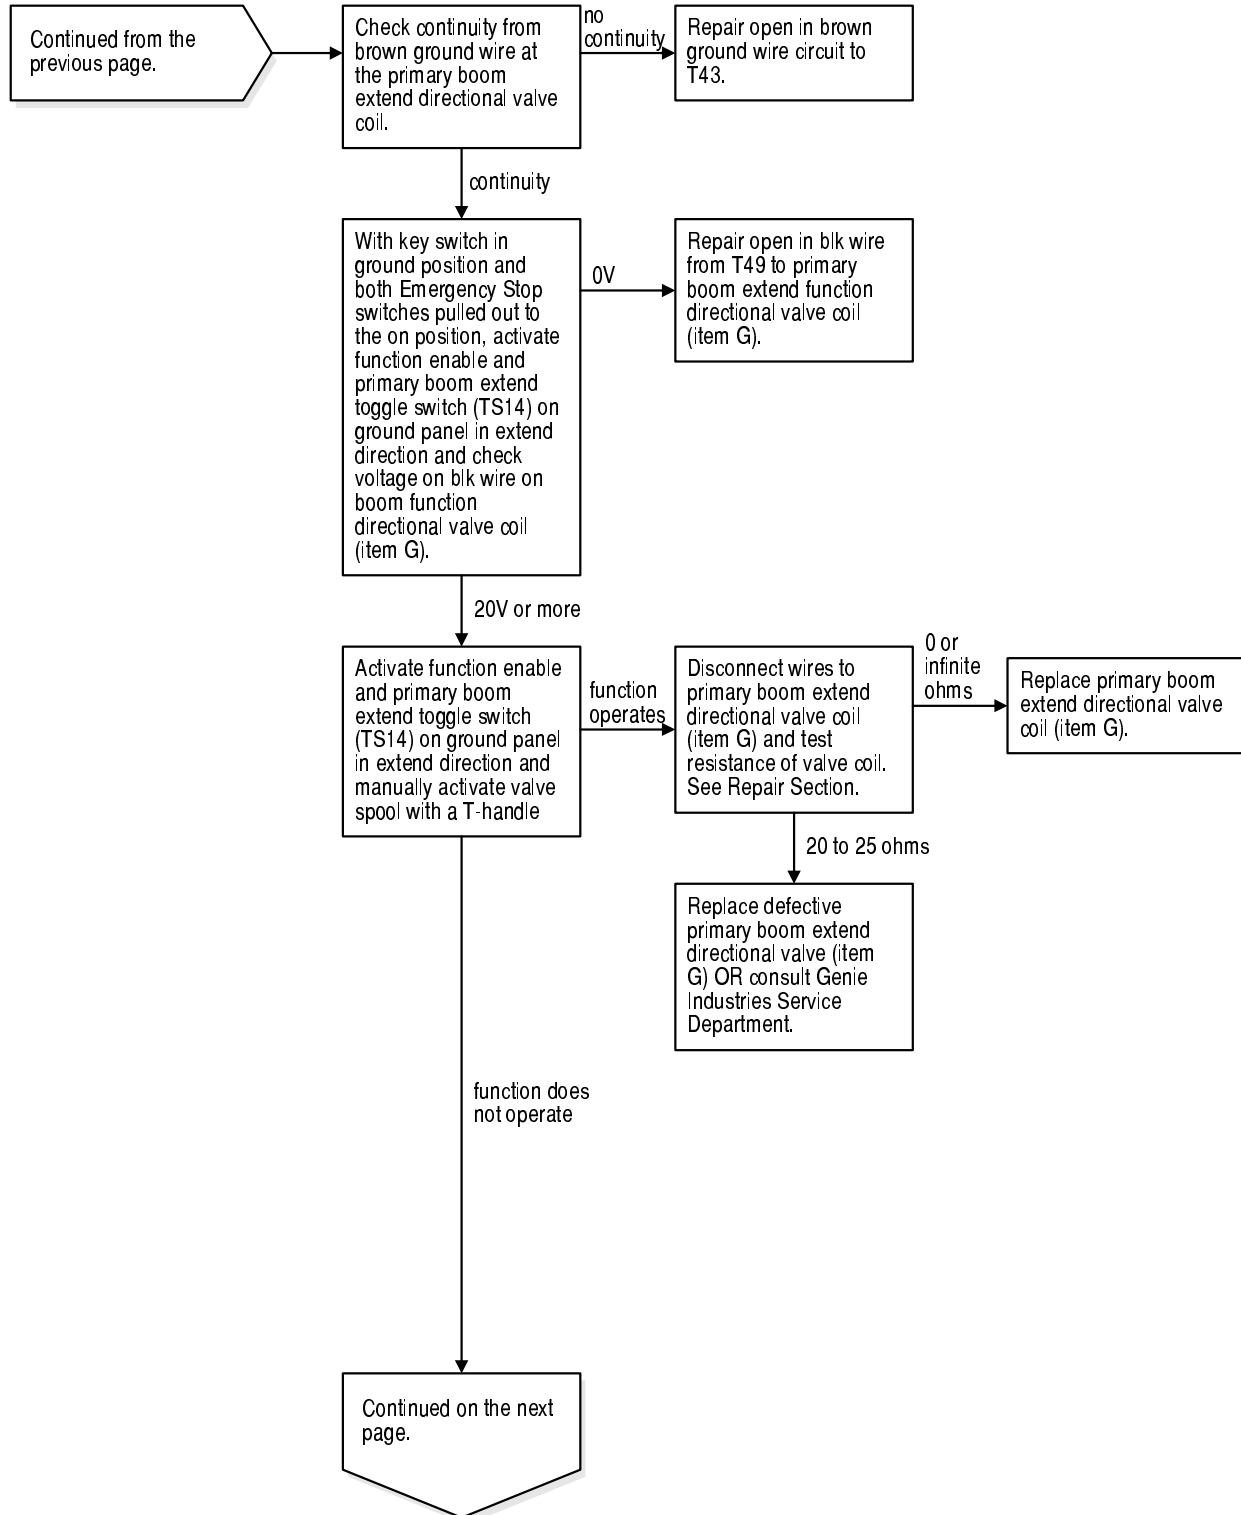 Continued from the
previous page.
Check continuity from
brown ground wire at
the primary boom
extend directional valve
coil.
no
continuity
Repair open in brown
ground wire circuit to
T43.
continuity
With key switch in
ground position and
both Emergency Stop
switches pulled out to
the on position, activate
function enable and
primary boom extend
toggle switch (TS14) on
ground panel in extend
direction and check
voltage on blk wire on
boom function
directional valve coil
(item G).
0V
Repair open in blk wire
from T49 to primary
boom extend function
directional valve coil
(item G).
20V or more
Activate function enable
and primary boom
extend toggle switch
(TS14) on ground panel
in extend direction and
manually activate valve
spool with a T-handle
function
operates
Disconnect wires to
primary boom extend
directional valve coil
(item G) and test
resistance of valve coil.
See Repair Section.
0 or
infinite
ohms
Replace primary boom
extend directional valve
coil (item G).
20 to 25 ohms
Replace defective
primary boom extend
directional valve (item
G) OR consult Genie
Industries Service
Department.
function does
not operate
Continued on the next
page.